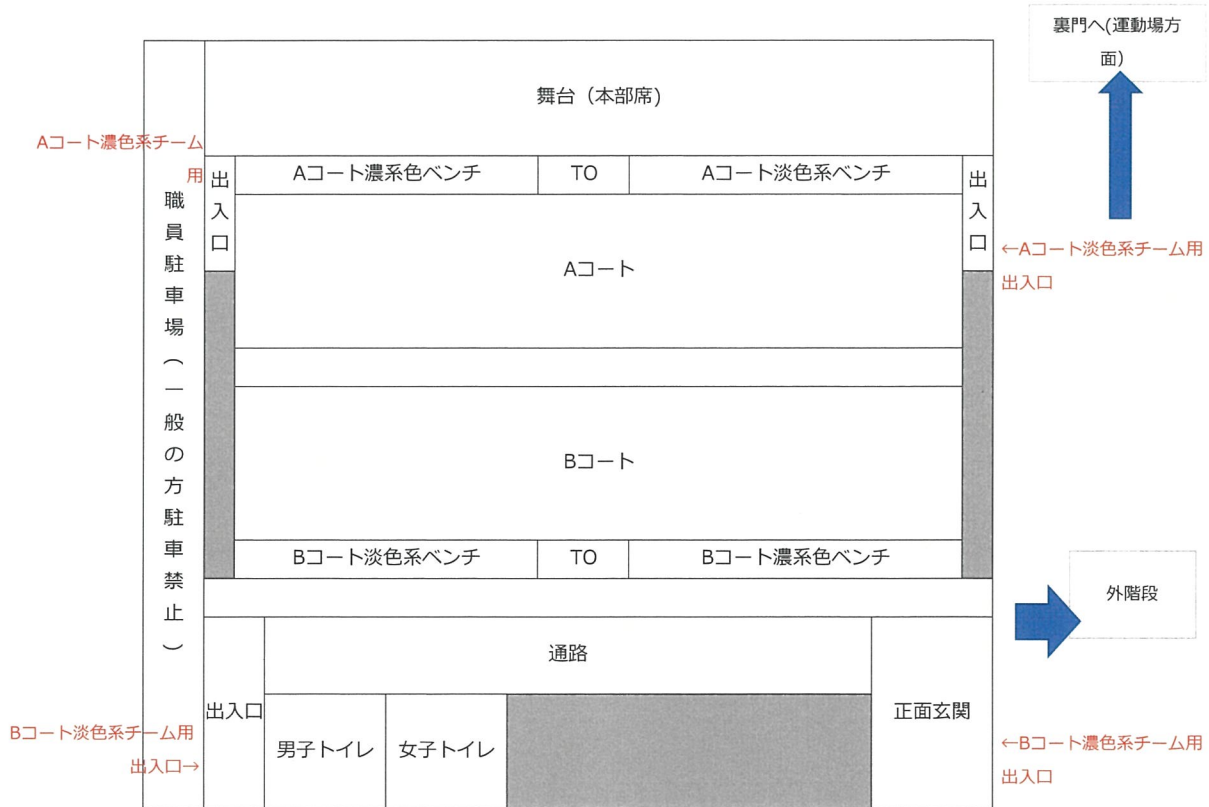 裏門へ(運動場方
面)
舞台（本部席)
Aコート濃色系チーム
用
出入口
Aコート濃系色ベンチ
TO
Aコート淡色系ベンチ
出入口
職員駐車場（一般の方駐車禁止）
Aコート
←Aコート淡色系チーム用
出入口
Bコート
Bコート淡色系ベンチ
TO
Bコート濃系色ベンチ
外階段
通路
出入口
正面玄関
男子トイレ
女子トイレ
Bコート淡色系チーム用
出入口→
←Bコート濃色系チーム用
出入口